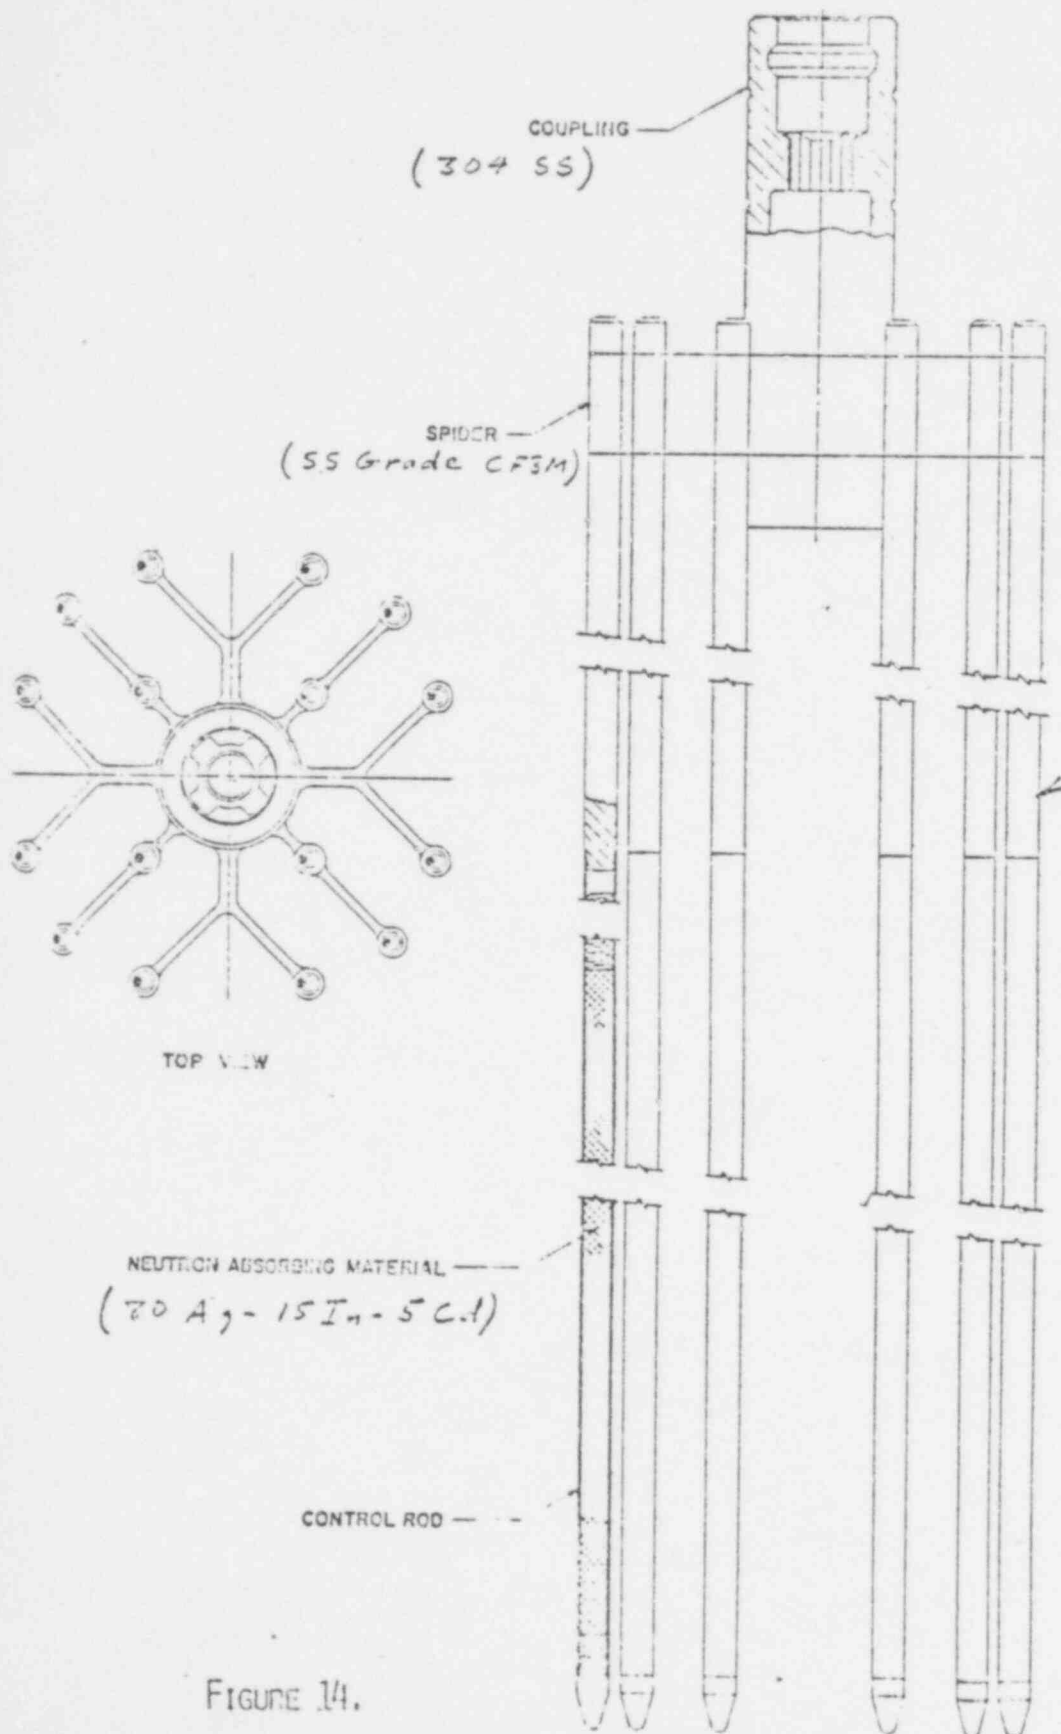 COUPLING
(304 SS)
SPIDER
(SS Grade CF3M)
TOP VIEW
NEUTRON ABSORBING MATERIAL
(80 Ag - 15 In - 5 Cd)
CONTROL ROD
FIGURE 14.